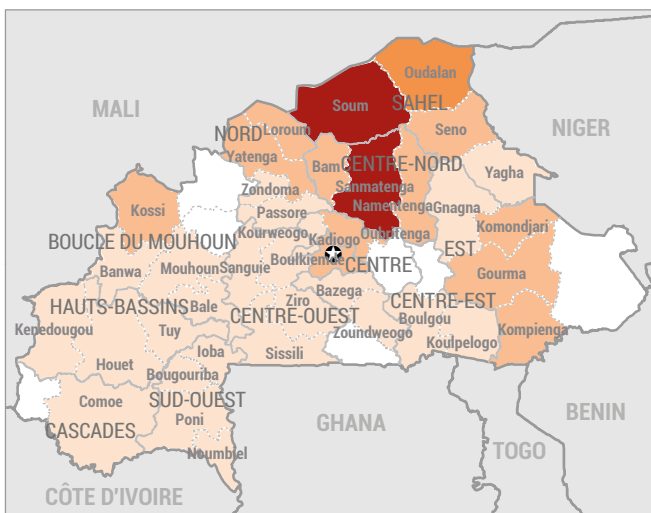 Oudalan
MALI
Soum
SAHEL
NIGER
NORD
Loroum
Seno
Yatenga
Bam
CENTRE-NORD
Yagha
Zondoma
Sanmatenga
Kossi
Passore
Namentenga
Gnagna
Kourweogo
Komondjari
BOUCLE DU MOUHOUN
Kadiogo
Oubritenga
EST
Banwa
Mouhoun
Sanguie
Boulkiemde
CENTRE
Gourma
HAUTS-BASSINS
Bale
Ziro
Bazega
CENTRE-EST
Kenedougou
Tuy
CENTRE-OUEST
Boulgou
Kompienga
Zoundweogo
Ioba
Sissili
Koulpelogo
Houet
Bougouriba
Comoe
SUD-OUEST
Poni
GHANA
BENIN
CASCADES
Noumbiel
TOGO
CÔTE D'IVOIRE